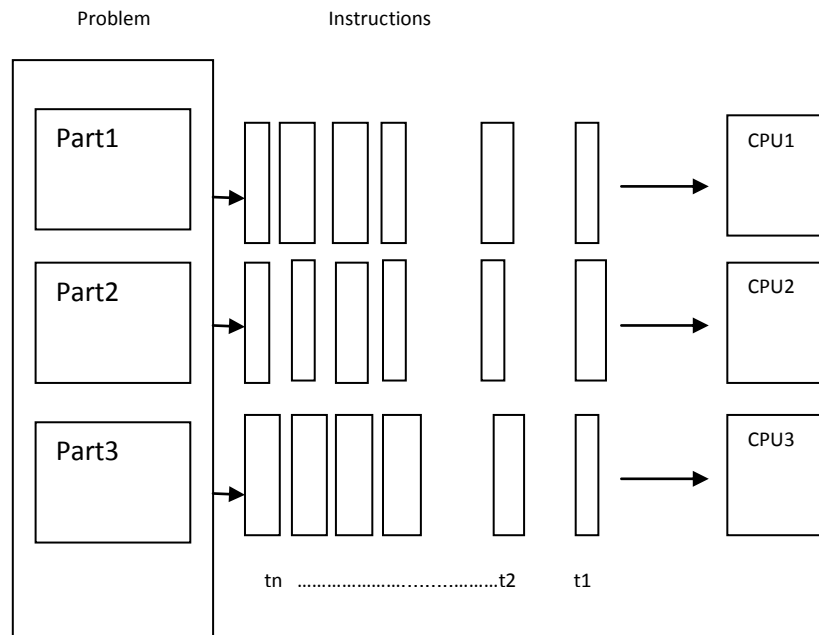 Problem Instructions
Part1
CPU1
Part2
CPU2
Part3
CPU3
tn ……………………......………t2 t1